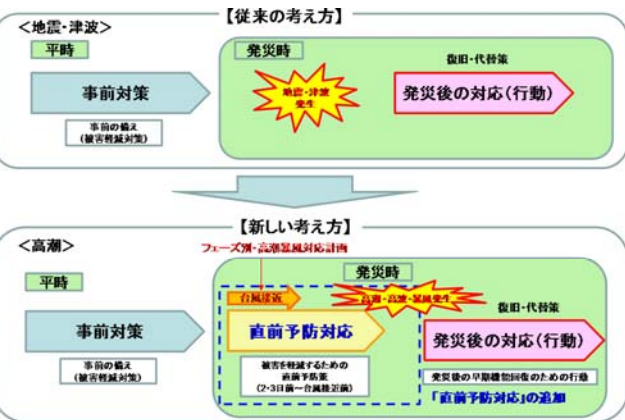 【従来の考え方】
<地震・津波>
平時
発災時
復旧・代替策
事前対策
地震・津波
発生
発災後の対応(行動)
事前の備え
(被害軽減対策)
【新しい考え方】
<高潮>
フェーズ別-高潮暴風対応計画
発災時
平時
台風接近
高潮・高波・暴風発生
復旧・代替策
事前対策
直前予防対応
発災後の対応(行動)
事前の備え
(被害軽減対策)
被害を軽減するための
直前予防策
(2・3日前~台風接近前)
発災後の早期機能回復のための行動
「直前予防対応」の追加